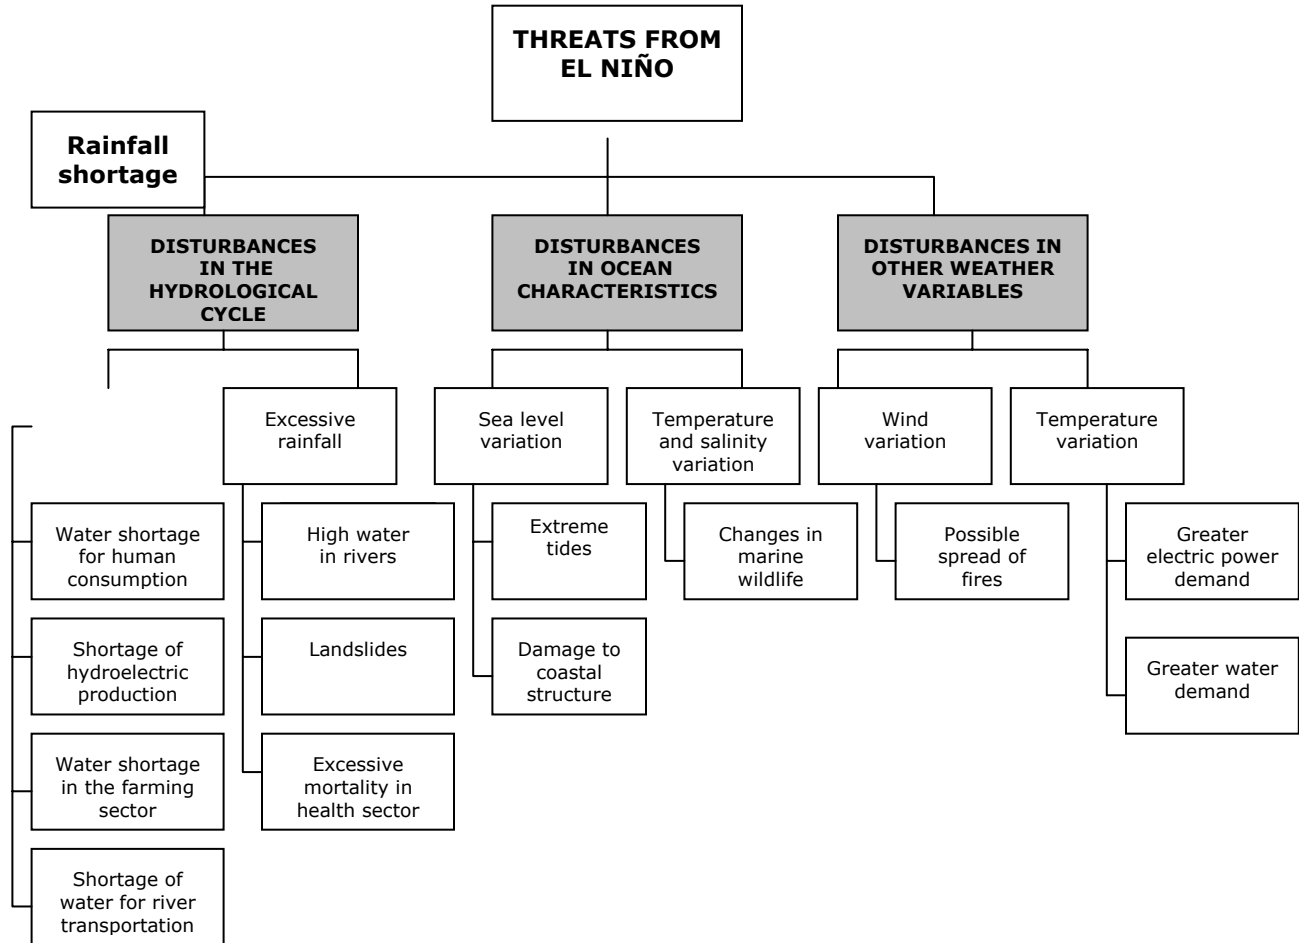 THREATS FROM
EL NIÑO
Rainfall
shortage
DISTURBANCES
IN THE
HYDROLOGICAL
CYCLE
DISTURBANCES
IN OCEAN
CHARACTERISTICS
DISTURBANCES IN
OTHER WEATHER
VARIABLES
Excessive
rainfall
Sea level
variation
Temperature
and salinity
variation
Wind
variation
Temperature
variation
Water shortage
for human
consumption
High water
in rivers
Extreme
tides
Changes in
marine
wildlife
Possible
spread of
fires
Greater
electric power
demand
Shortage of
hydroelectric
production
Landslides
Damage to
coastal
structure
Greater water
demand
Water shortage
in the farming
sector
Excessive
mortality in
health sector
Shortage of
water for river
transportation